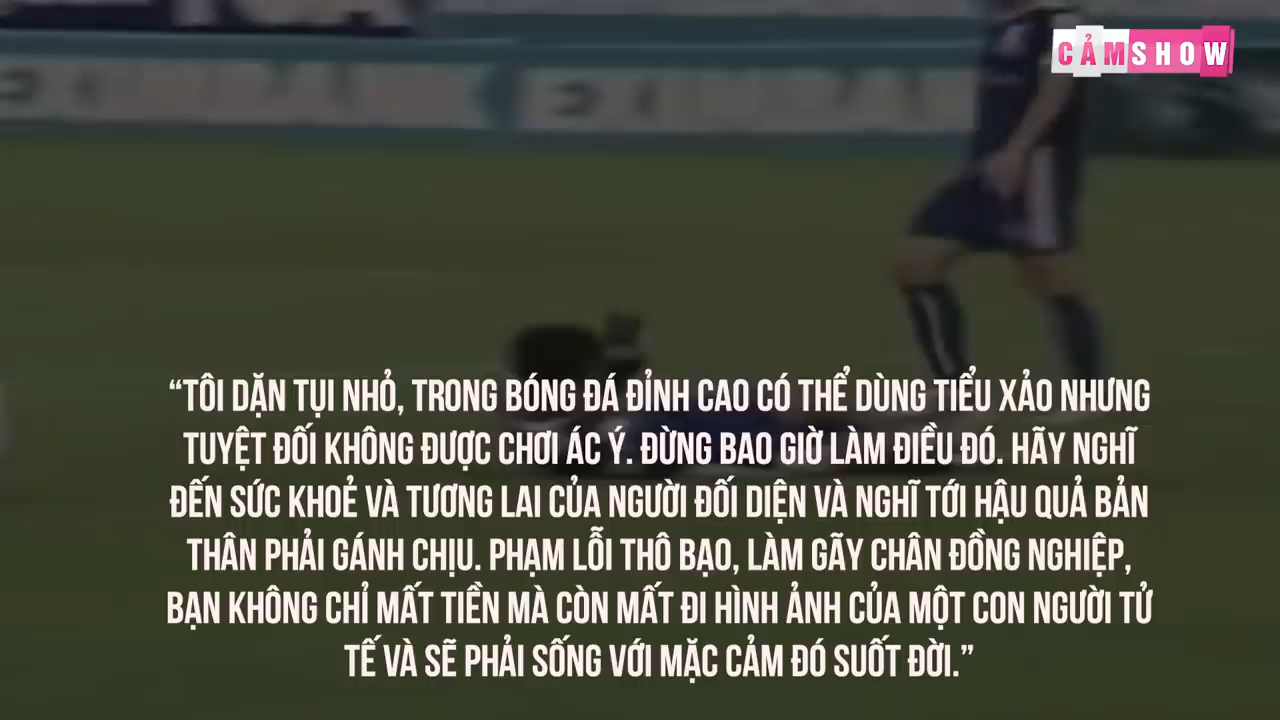 CẢMSHOW
“TÔI DẶN TỤI NHỎ, TRONG BÓNG ĐÁ ĐỈNH CAO CÓ THỂ DÙNG TIỂU XẢO NHƯNG
TUYỆT ĐỐI KHÔNG ĐƯỢC CHƠI ÁC Ý. ĐỪNG BAO GIỜ LÀM ĐIỀU ĐÓ. HÃY NGHĨ
ĐẾN SỨC KHOẺ VÀ TƯƠNG LAI CỦA NGƯỜI ĐỐI DIỆN VÀ NGHĨ TỚI HẬU QUẢ BẢN
THÂN PHẢI GÁNH CHỊU. PHẠM LỖI THÔ BẠO, LÀM GÃY CHÂN ĐỒNG NGHIỆP,
BẠN KHÔNG CHỈ MẤT TIỀN MÀ CÒN MẤT ĐI HÌNH ẢNH CỦA MỘT CON NGƯỜI TỬ
TẾ VÀ SẼ PHẢI SỐNG VỚI MẶC CẢM ĐÓ SUỐT ĐỜI.”